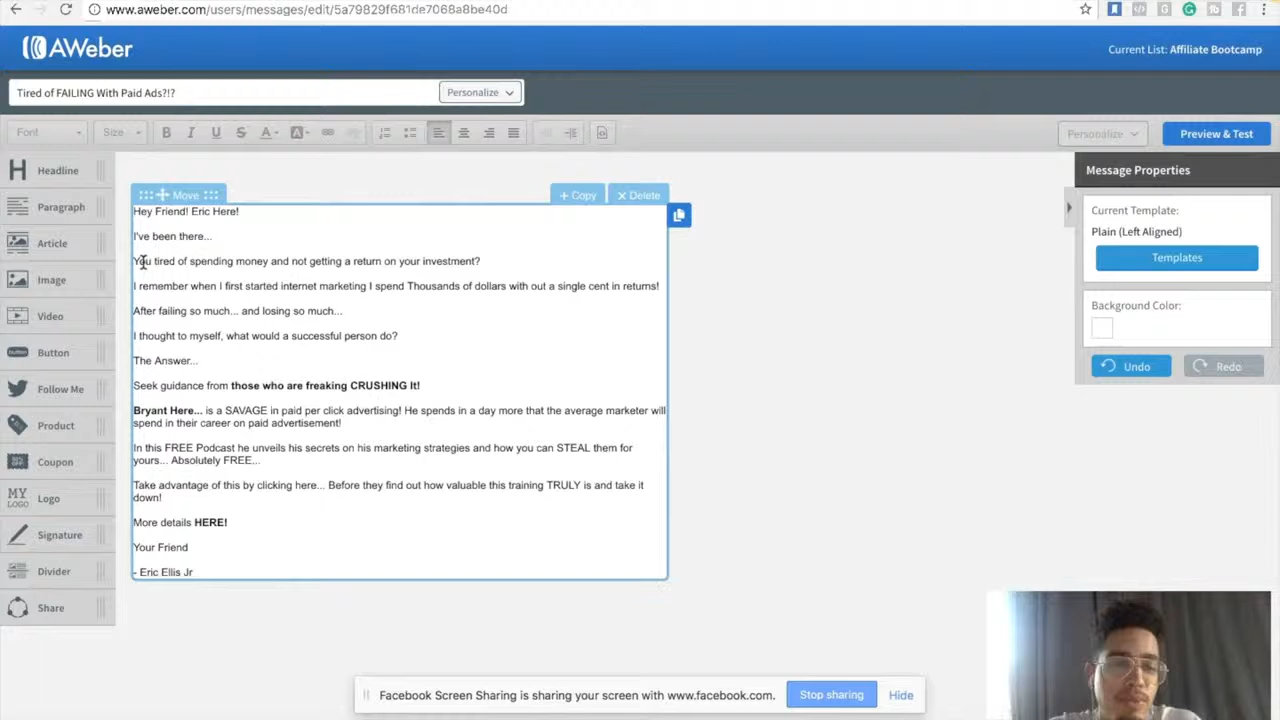 www.aweber.com/users/messages/edit/5a79829f681de7068a8be40d
AWeber
Current List: Affiliate Bootcamp
Tired of FAILING With Paid Ads?!?
Personalize
Font
Size
B I U S A A
Personalize
Preview & Test
H Headline
Paragraph
Article
Image
Video
Button
Follow Me
Product
Coupon
MY LOGO Logo
Signature
Divider
Share
Move
+ Copy
× Delete
Hey Friend! Eric Here!
I've been there...
You tired of spending money and not getting a return on your investment?
I remember when I first started internet marketing I spend Thousands of dollars with out a single cent in returns!
After failing so much... and losing so much...
I thought to myself, what would a successful person do?
The Answer...
Seek guidance from those who are freaking CRUSHING It!
Bryant Here... is a SAVAGE in paid per click advertising! He spends in a day more that the average marketer will
spend in their career on paid advertisement!
In this FREE Podcast he unveils his secrets on his marketing strategies and how you can STEAL them for
yours... Absolutely FREE...
Take advantage of this by clicking here... Before they find out how valuable this training TRULY is and take it
down!
More details HERE!
Your Friend
- Eric Ellis Jr
Message Properties
Current Template:
Plain (Left Aligned)
Templates
Background Color:
Undo
Redo
Facebook Screen Sharing is sharing your screen with www.facebook.com.
Stop sharing
Hide